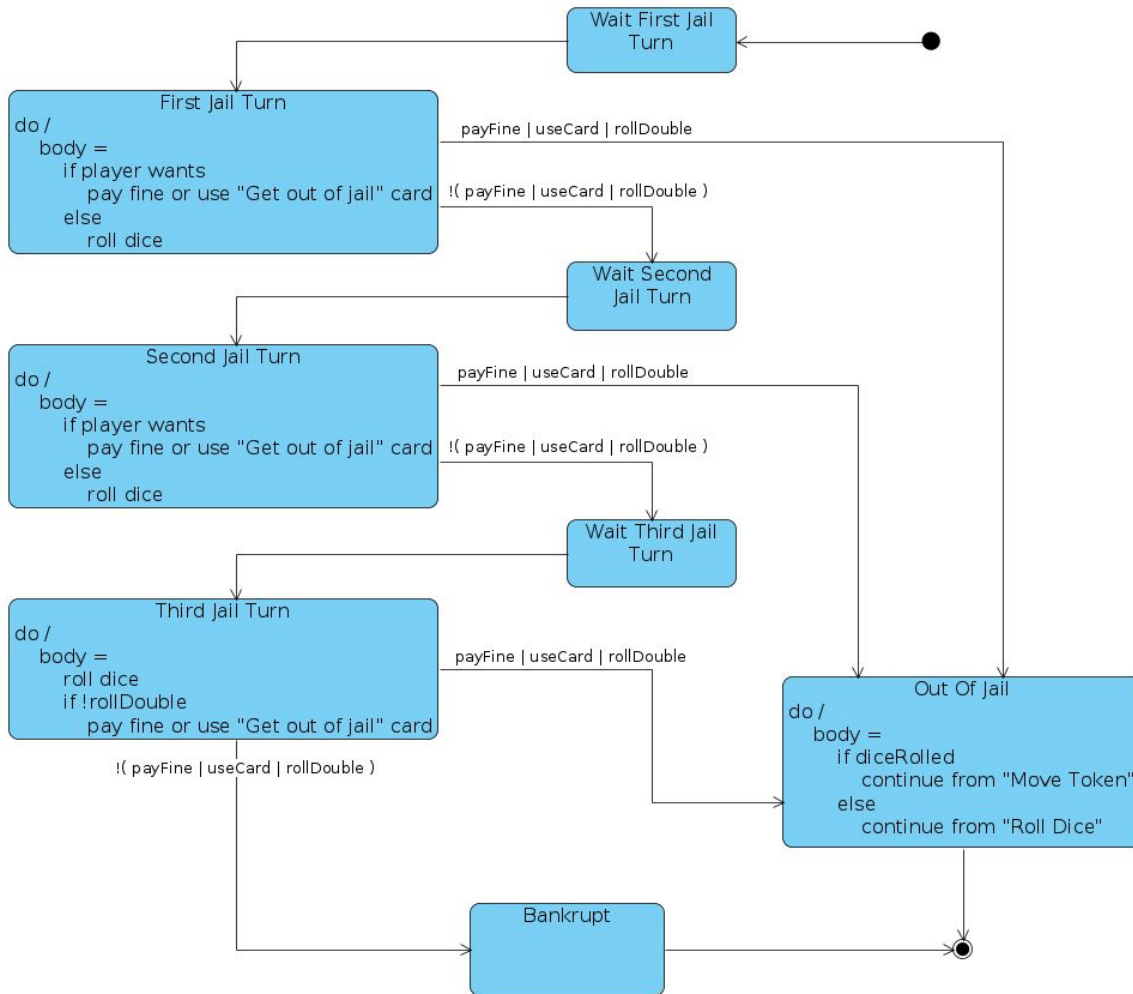 Wait First Jail
Turn
First Jail Turn
do /
body =
if player wants
pay fine or use "Get out of jail" card
else
roll dice
payFine | useCard | rollDouble
!( payFine | useCard | rollDouble )
Wait Second
Jail Turn
Second Jail Turn
do /
body =
if player wants
pay fine or use "Get out of jail" card
else
roll dice
payFine | useCard | rollDouble
!( payFine | useCard | rollDouble )
Wait Third Jail
Turn
Third Jail Turn
do /
body =
roll dice
if !rollDouble
pay fine or use "Get out of jail" card
payFine | useCard | rollDouble
!( payFine | useCard | rollDouble )
Out Of Jail
do /
body =
if diceRolled
continue from "Move Token"
else
continue from "Roll Dice"
Bankrupt